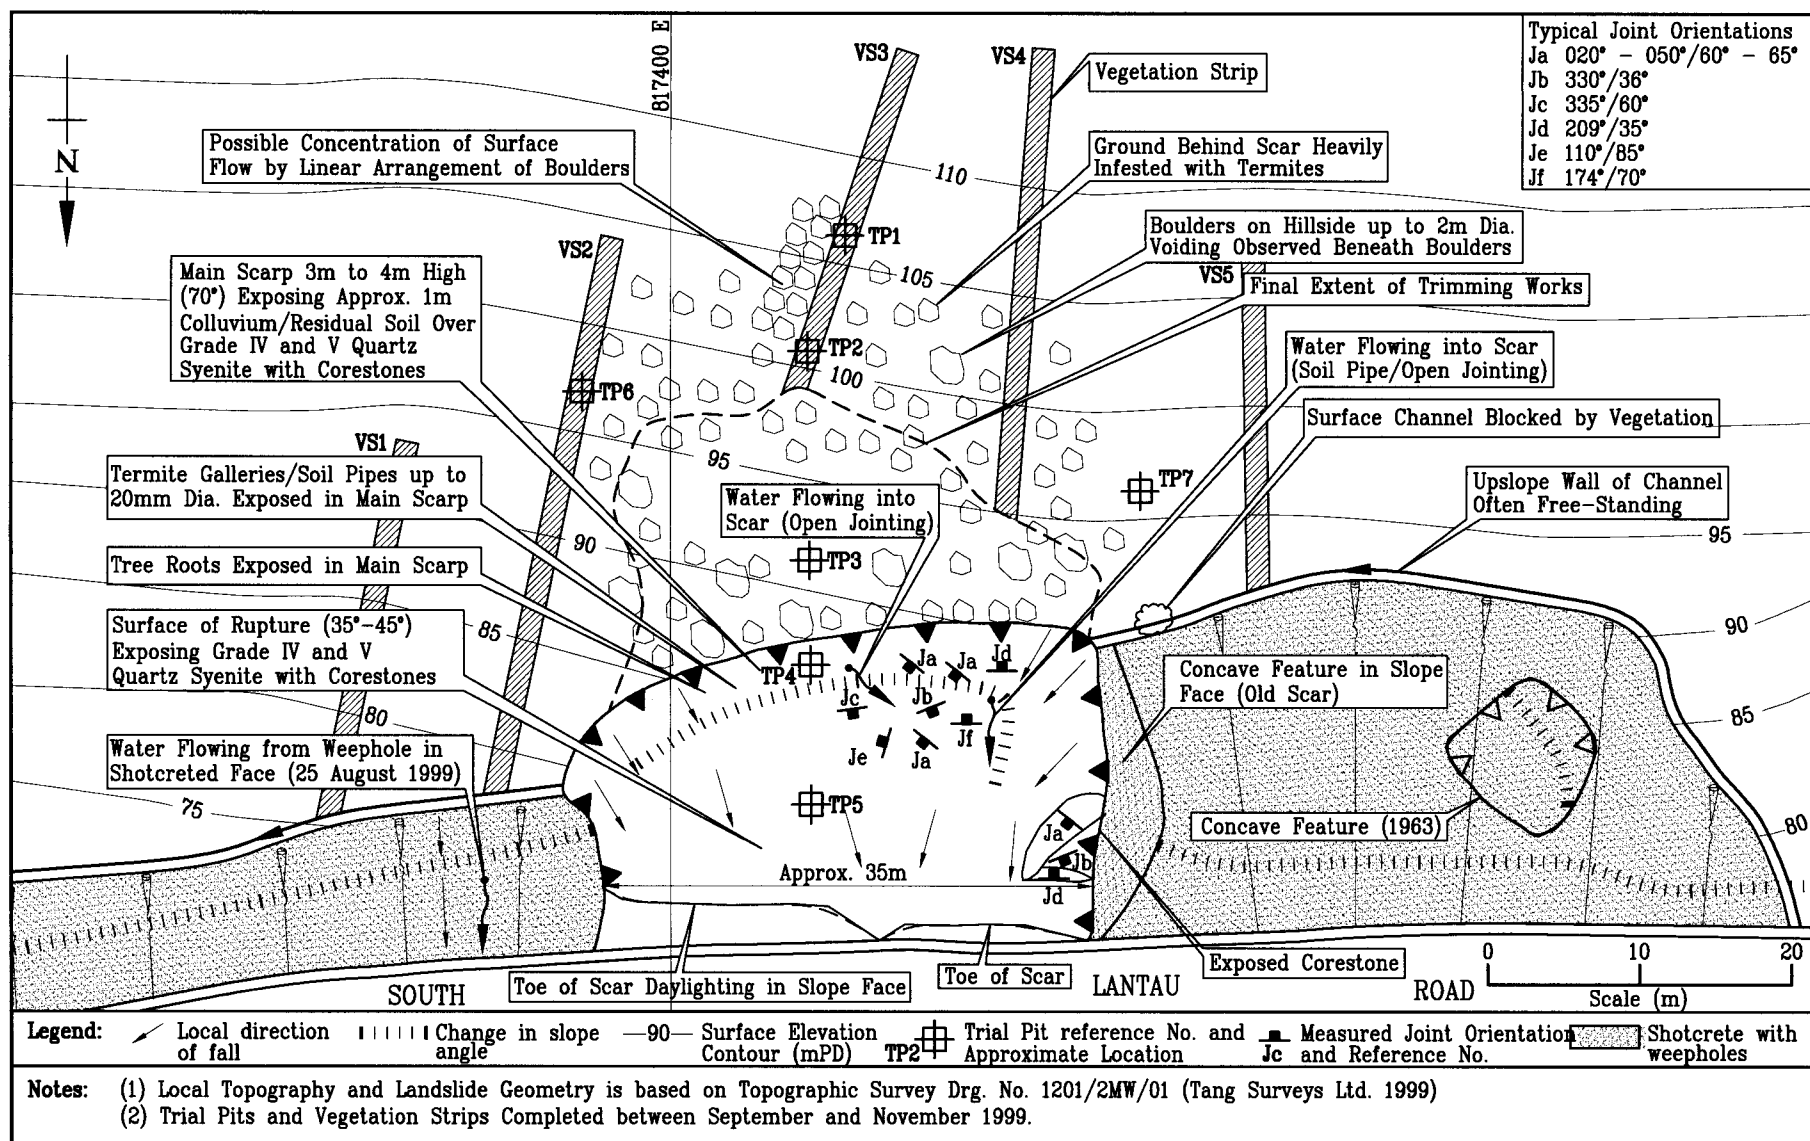 817400 E
VS3
VS4
Vegetation Strip
Typical Joint Orientations
Ja 020° - 050°/60° - 65°
Jb 330°/36°
Jc 335°/60°
Jd 209°/35°
Je 110°/85°
Jf 174°/70°
N
Possible Concentration of Surface
Flow by Linear Arrangement of Boulders
110
Ground Behind Scar Heavily
Infested with Termites
Boulders on Hillside up to 2m Dia.
Voiding Observed Beneath Boulders
VS2
TP1
105
VS5
Final Extent of Trimming Works
Main Scarp 3m to 4m High
(70°) Exposing Approx. 1m
Colluvium/Residual Soil Over
Grade IV and V Quartz
Syenite with Corestones
TP2
100
TP6
Water Flowing into Scar
(Soil Pipe/Open Jointing)
Surface Channel Blocked by Vegetation
VS1
95
TP7
Termite Galleries/Soil Pipes up to
20mm Dia. Exposed in Main Scarp
Water Flowing into
Scar (Open Jointing)
Upslope Wall of Channel
Often Free-Standing
95
90
TP3
Tree Roots Exposed in Main Scarp
Surface of Rupture (35°-45°)
Exposing Grade IV and V
Quartz Syenite with Corestones
85
90
TP4
Ja
Ja
Jd
Jc
Jb
Concave Feature in Slope
Face (Old Scar)
80
85
Je
Ja
Jf
Water Flowing from Weephole in
Shotcreted Face (25 August 1999)
75
TP5
Ja
Jb
Jd
Concave Feature (1963)
80
Approx. 35m
Toe of Scar Daylighting in Slope Face
Toe of Scar
Exposed Corestone
SOUTH
LANTAU
ROAD
0
10
20
Scale (m)
Legend:
Local direction
of fall
Change in slope
angle
90
Surface Elevation
Contour (mPD)
TP2
Trial Pit reference No. and
Approximate Location
Jc
Measured Joint Orientation
and Reference No.
Shotcrete with
weepholes
Notes: (1) Local Topography and Landslide Geometry is based on Topographic Survey Drg. No. 1201/2MW/01 (Tang Surveys Ltd. 1999)
(2) Trial Pits and Vegetation Strips Completed between September and November 1999.